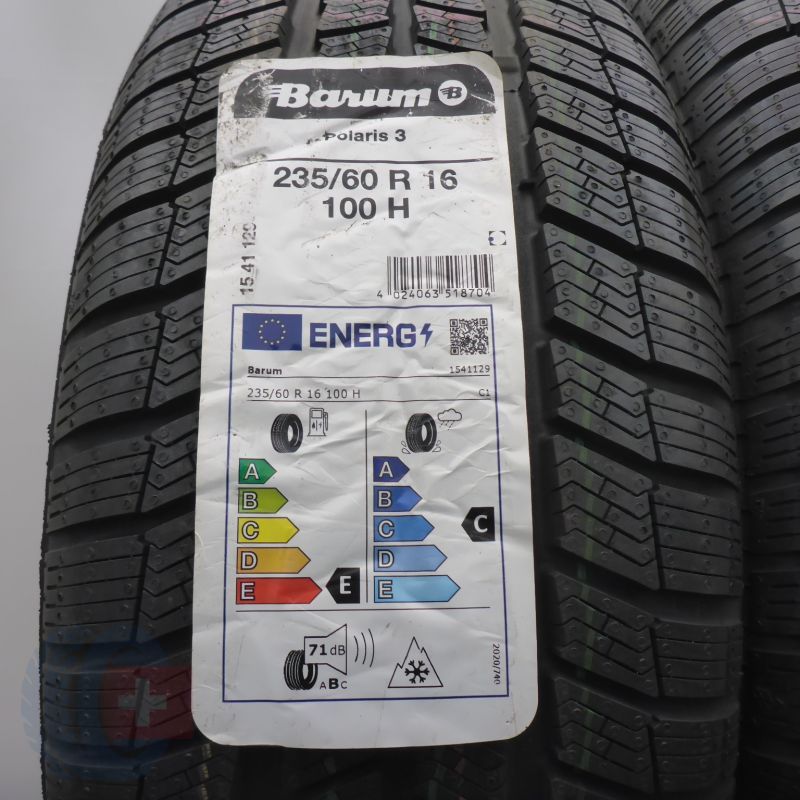 Barum B
Polaris 3
235/60 R 16
100 H
15 41 129
4 024063 518704
ENERG
Barum 1541129
235/60 R 16 100 H C1
A A
B B
C C C
D D
E E E
71 dB
ABC
2020/740